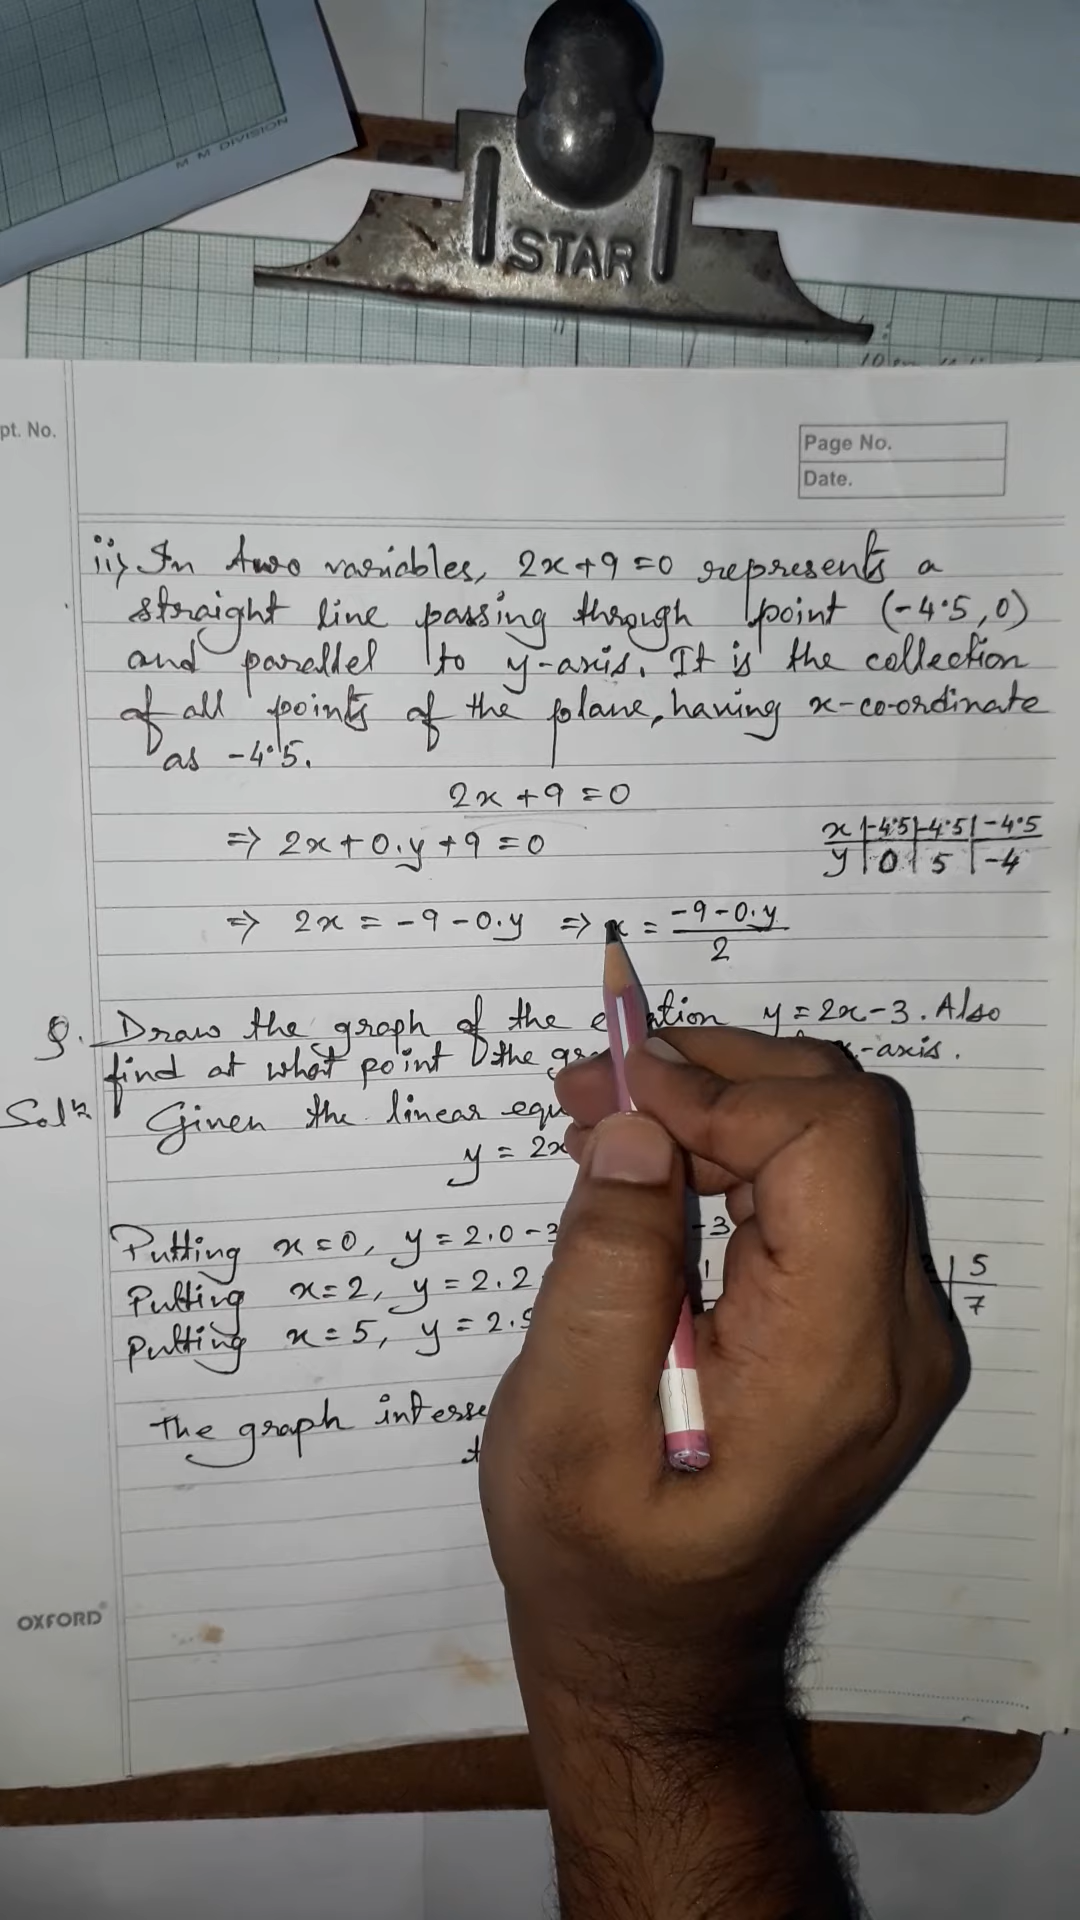 M M DIVISION
STAR
pt. No.
Page No.
Date.
ii) In two variables, 2x+9=0 represents a
straight line passing through point (-4.5,0)
and parallel to y-axis. It is the collection
of all points of the plane, having x-co-ordinate
as -4.5.
2x+9=0
=> 2x+0.y+9=0
x | -4.5 | -4.5 | -4.5
y | 0 | 5 | -4
=> 2x = -9-0.y => x = -9-0.y / 2
Q. Draw the graph of the equation y=2x-3. Also
find at what point the x-axis.
Solⁿ Given the linear
y = 2x
Putting x=0, y=2.0-3 -3
Putting x=2, y=2.2 1
Putting x=5, y=2.5
5
7
The graph
OXFORD